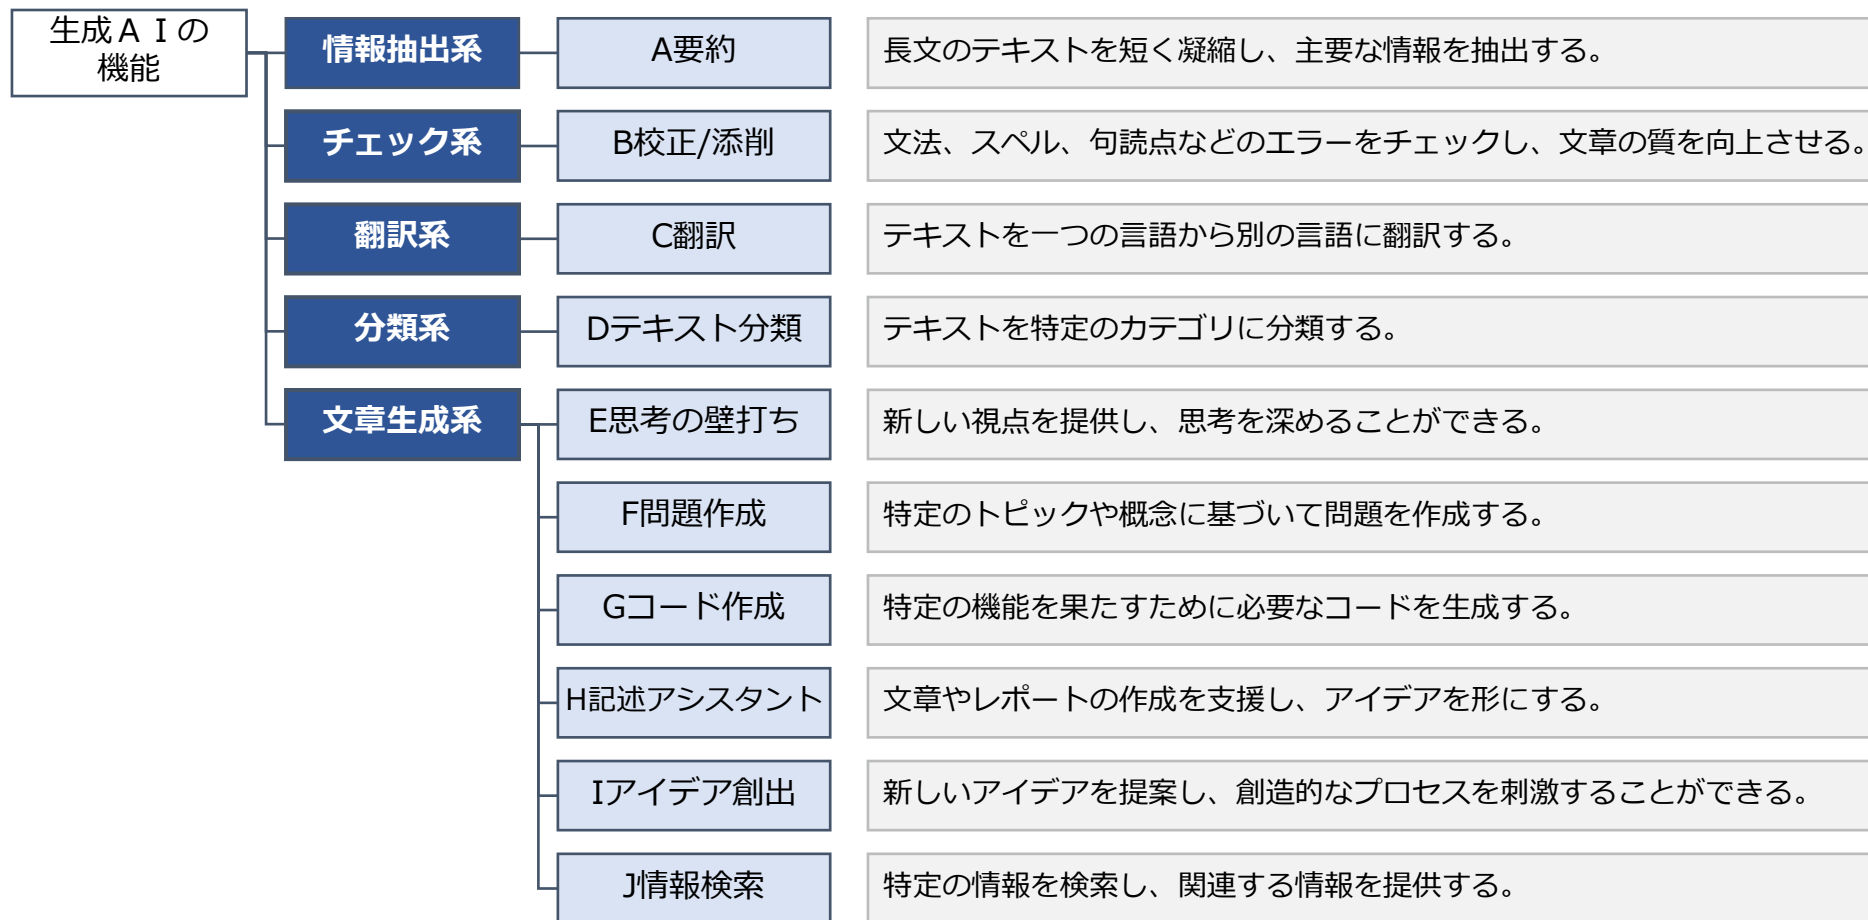 生成ＡＩの
機能
情報抽出系
A要約
長文のテキストを短く凝縮し、主要な情報を抽出する。
チェック系
B校正/添削
文法、スペル、句読点などのエラーをチェックし、文章の質を向上させる。
翻訳系
C翻訳
テキストを一つの言語から別の言語に翻訳する。
分類系
Dテキスト分類
テキストを特定のカテゴリに分類する。
文章生成系
E思考の壁打ち
新しい視点を提供し、思考を深めることができる。
F問題作成
特定のトピックや概念に基づいて問題を作成する。
Gコード作成
特定の機能を果たすために必要なコードを生成する。
H記述アシスタント
文章やレポートの作成を支援し、アイデアを形にする。
Iアイデア創出
新しいアイデアを提案し、創造的なプロセスを刺激することができる。
J情報検索
特定の情報を検索し、関連する情報を提供する。